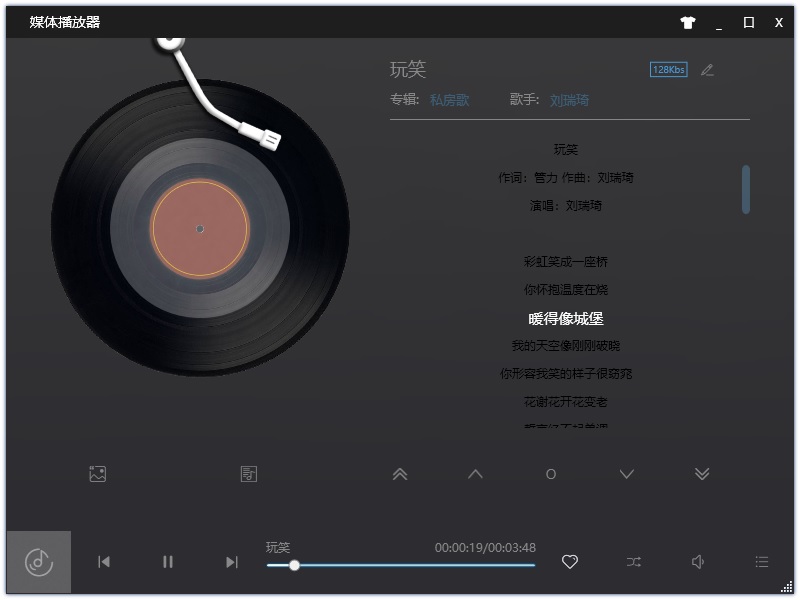 媒体播放器
玩笑
128Kbs
专辑: 私房歌 歌手: 刘瑞琦
玩笑
作词：管力 作曲：刘瑞琦
演唱：刘瑞琦
彩虹笑成一座桥
你怀抱温度在烧
暖得像城堡
我的天空像刚刚破晓
你形容我笑的样子很窈窕
花谢花开花变老
玩笑
00:00:19/00:03:48